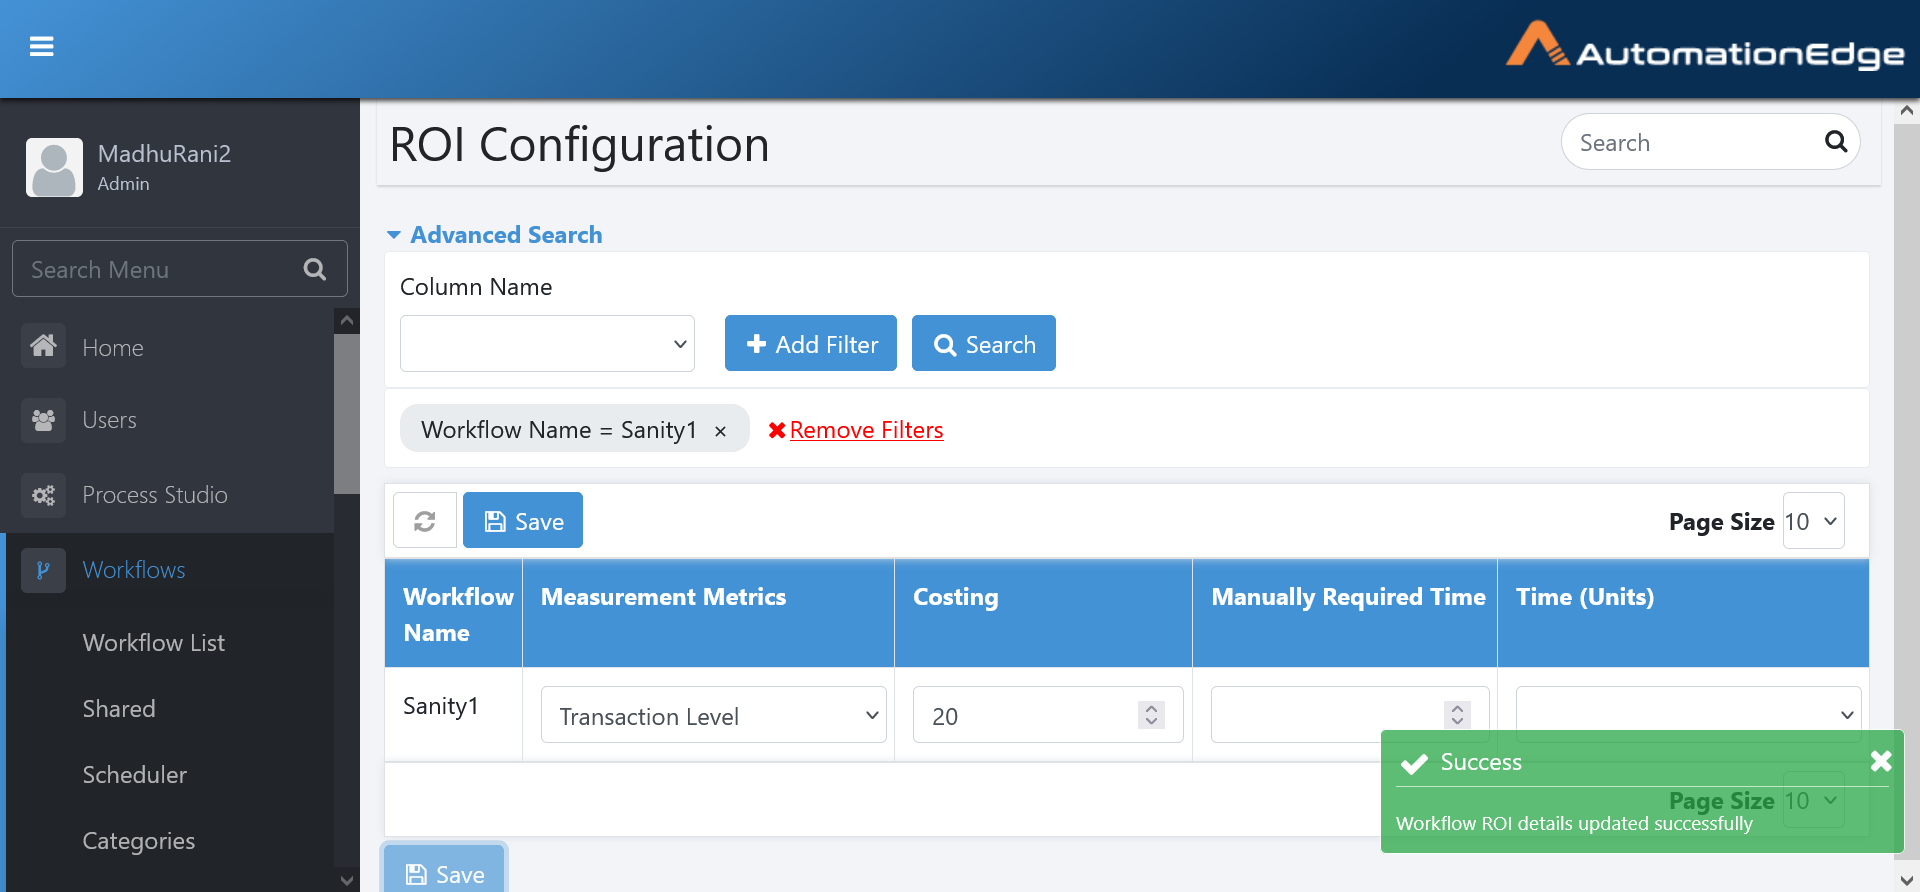 AutomationEdge
MadhuRani2
Admin
Search Menu
Home
Users
Process Studio
Workflows
Workflow List
Shared
Scheduler
Categories
ROI Configuration
Search
Advanced Search
Column Name
Add Filter
Search
Workflow Name = Sanity1 ×
Remove Filters
Save
Page Size 10
Workflow Name
Measurement Metrics
Costing
Manually Required Time
Time (Units)
Sanity1
Transaction Level
20
Success
Page Size 10
Workflow ROI details updated successfully
Save